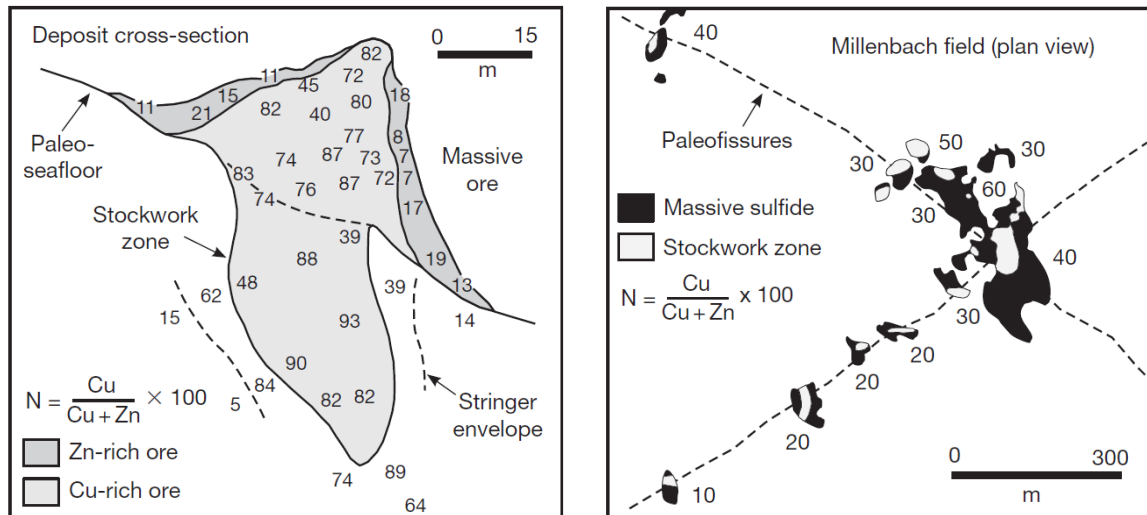 Deposit cross-section
0 15
m
82
11
45
72
15
18
11
21
82
40
80
77
8
Paleo-
seafloor
74
87
73
7
Massive
ore
83
76
87
72
7
74
17
Stockwork
zone
39
88
19
48
39
13
62
15
14
93
90
84
N = Cu / Cu + Zn × 100
5
82
82
Stringer
envelope
Zn-rich ore
74
89
Cu-rich ore
64
40
Millenbach field (plan view)
Paleofissures
50
30
30
60
Massive sulfide
30
Stockwork zone
40
N = Cu / Cu + Zn x 100
30
20
20
20
0 300
m
10